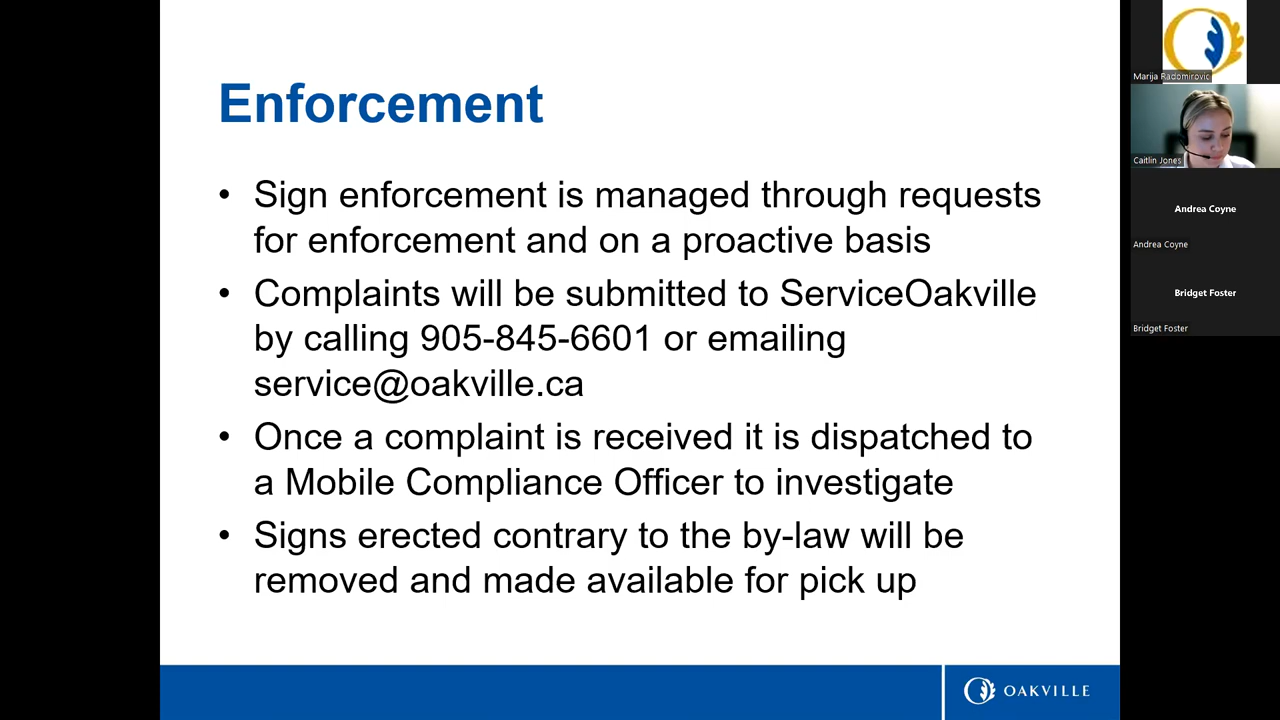 Enforcement
• Sign enforcement is managed through requests
for enforcement and on a proactive basis
• Complaints will be submitted to ServiceOakville
by calling 905-845-6601 or emailing
service@oakville.ca
• Once a complaint is received it is dispatched to
a Mobile Compliance Officer to investigate
• Signs erected contrary to the by-law will be
removed and made available for pick up
OAKVILLE
Marija Radomirovic
Caitlin Jones
Andrea Coyne
Andrea Coyne
Bridget Foster
Bridget Foster